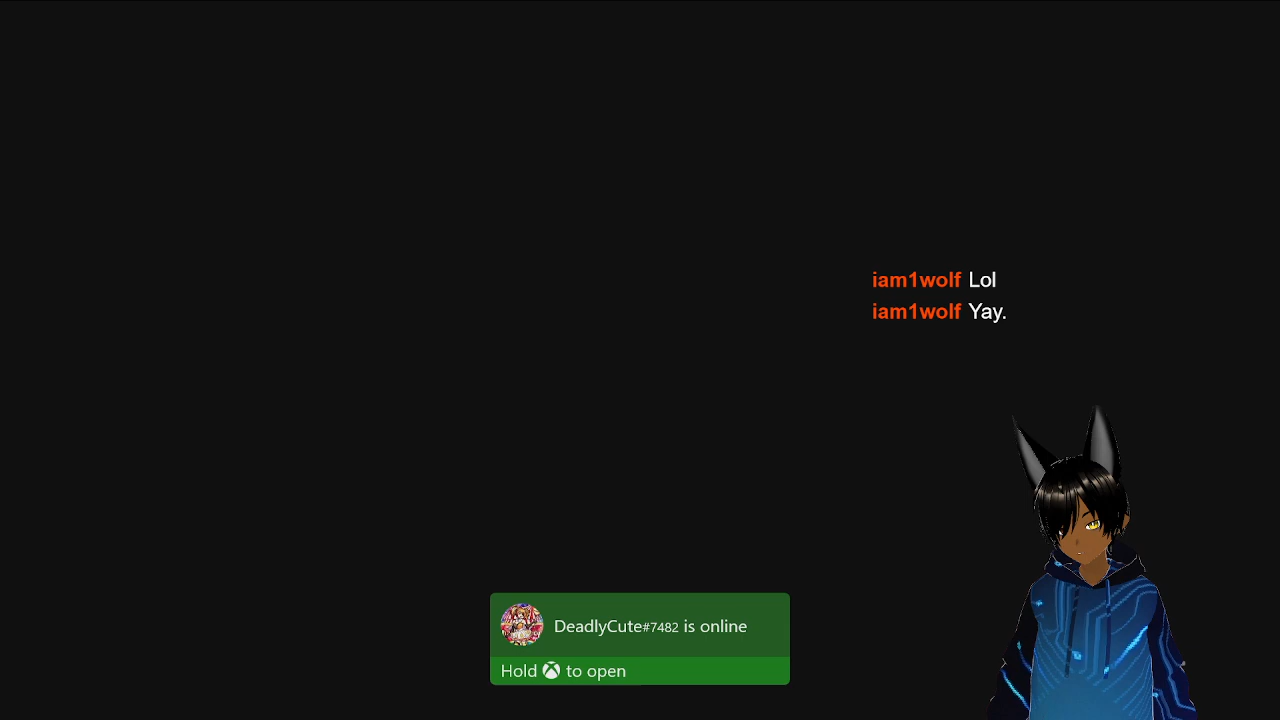 iam1wolf Lol
iam1wolf Yay.
DeadlyCute#7482 is online
Hold to open